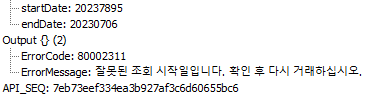 startDate: 20237895
endDate: 20230706
Output {} (2)
ErrorCode: 80002311
ErrorMessage: 잘못된 조회 시작일입니다. 확인 후 다시 거래하십시오.
API_SEQ: 7eb73eef334ea3b927af3c6d60655bc6